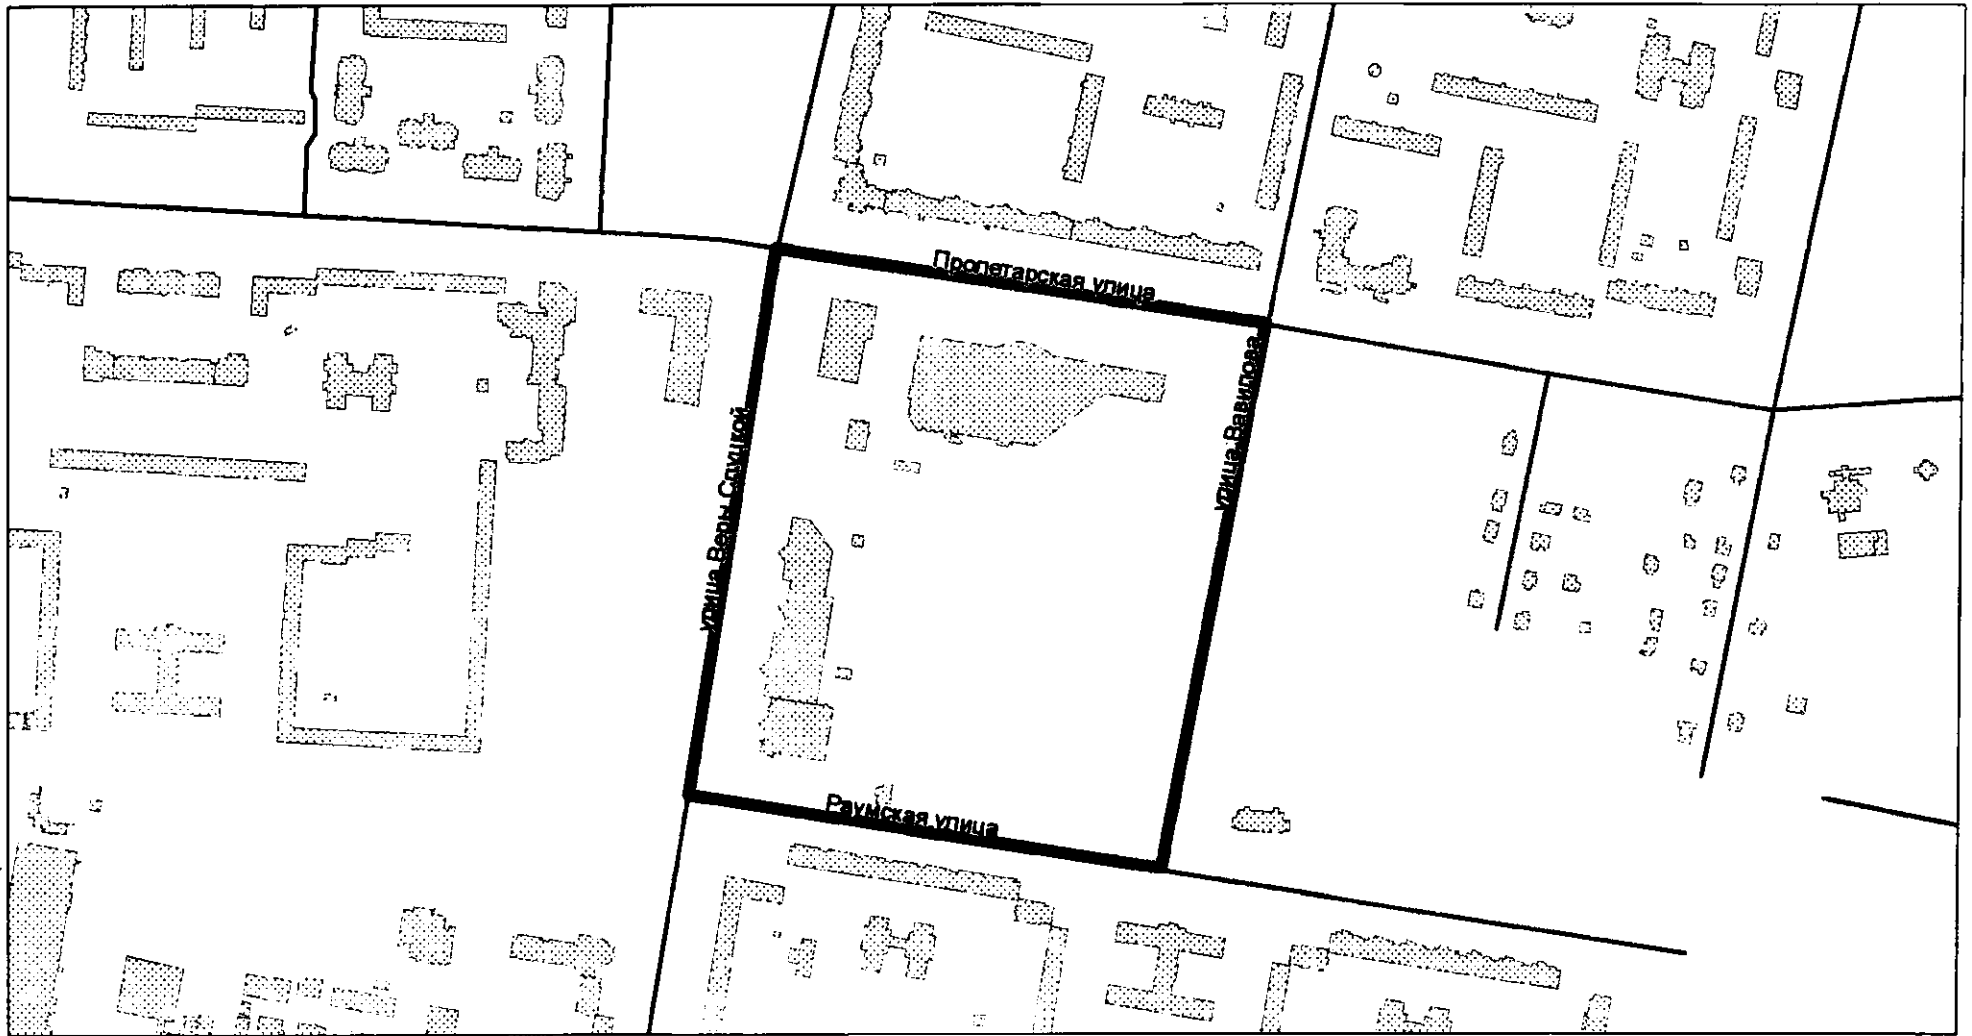 Пролетарская улица
улица Вавилова
улица Веры Слуцкой
Раумская улица